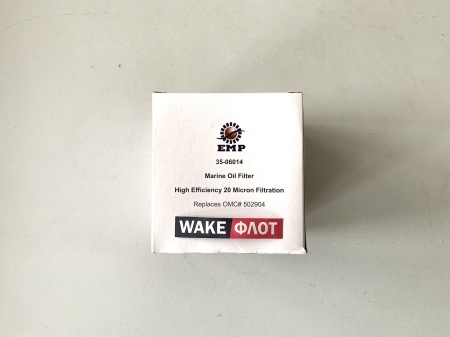 EMP
35-06014
Marine Oil Filter
High Efficiency 20 Micron Filtration
Replaces OMC# 502904
WAKE ФЛОТ